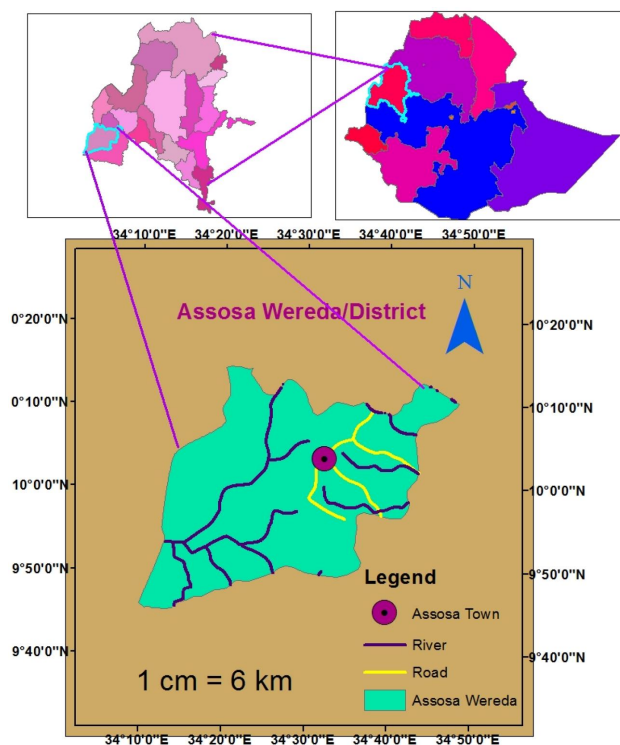 34°10'0"E 34°20'0"E 34°30'0"E 34°40'0"E 34°50'0"E
N
Assosa Wereda/District
0°20'0"N 10°20'0"N
0°10'0"N 10°10'0"N
10°0'0"N 10°0'0"N
9°50'0"N 9°50'0"N
9°40'0"N 9°40'0"N
Legend
Assosa Town
River
Road
Assosa Wereda
1 cm = 6 km
34°10'0"E 34°20'0"E 34°30'0"E 34°40'0"E 34°50'0"E